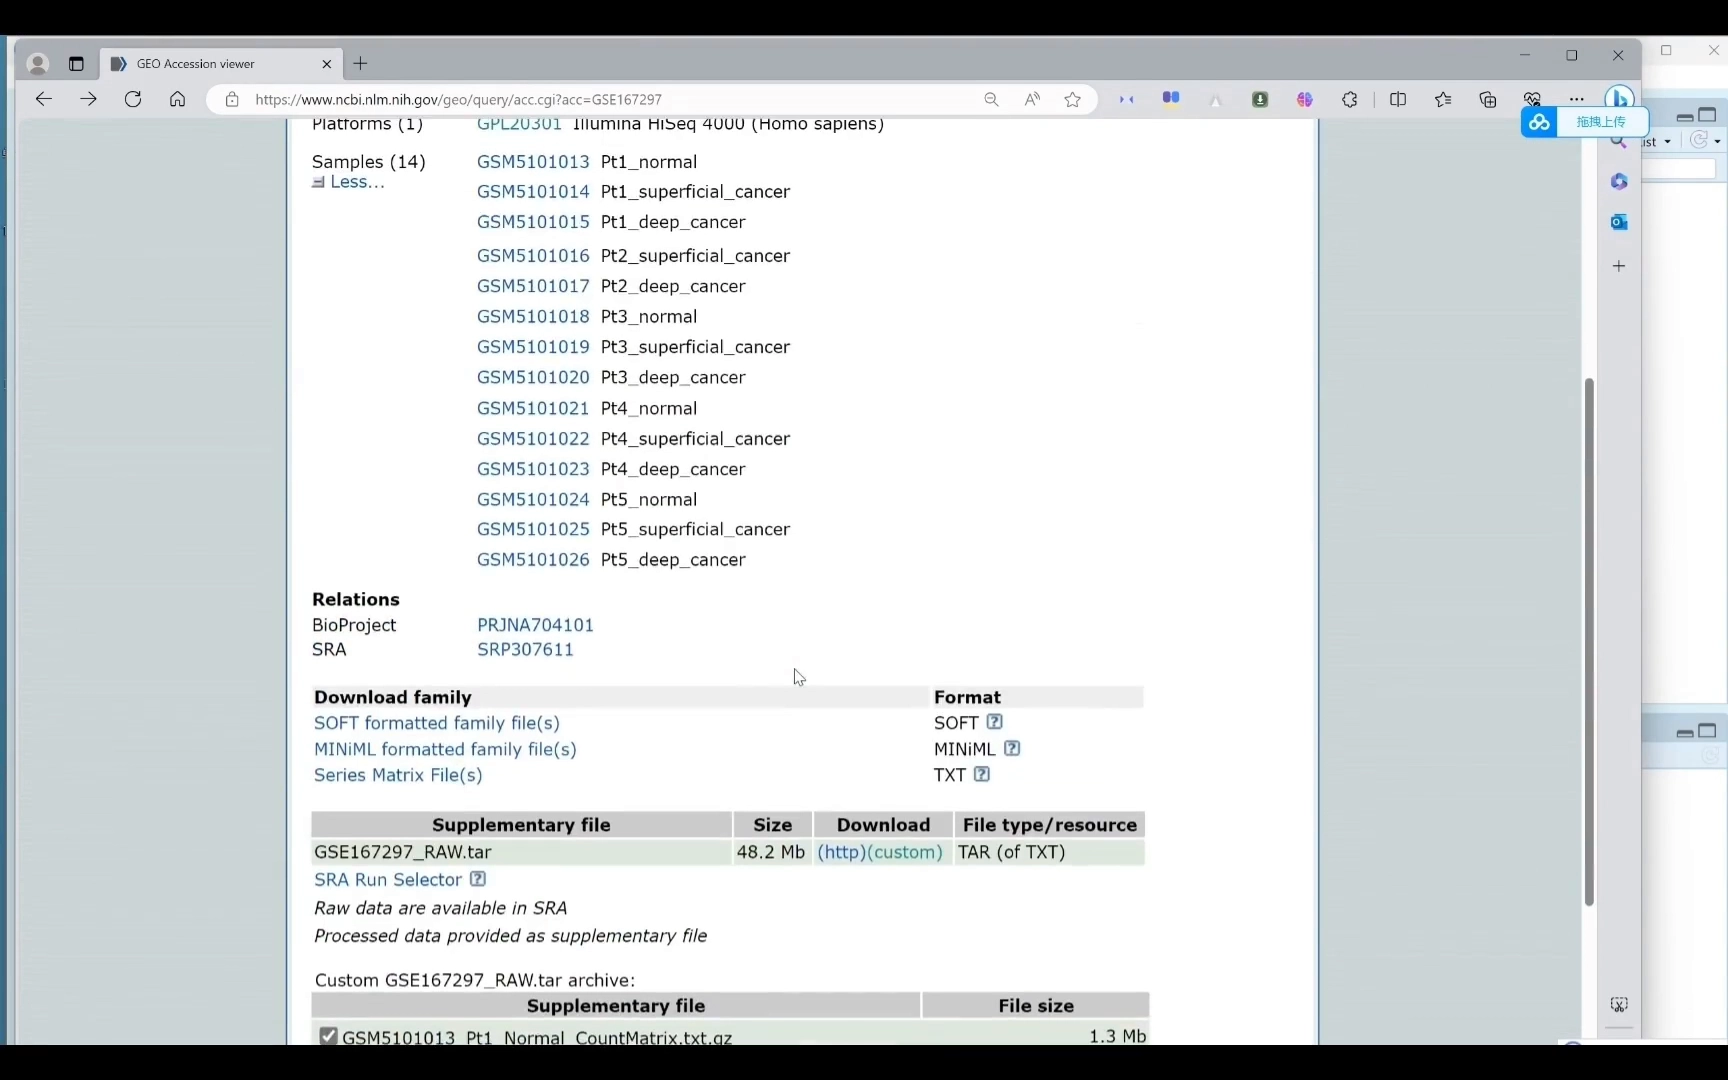 GEO Accession viewer
https://www.ncbi.nlm.nih.gov/geo/query/acc.cgi?acc=GSE167297
拖拽上传
Platforms (1) GPL20301 Illumina HiSeq 4000 (Homo sapiens)
Samples (14) GSM5101013 Pt1_normal
Less... GSM5101014 Pt1_superficial_cancer
GSM5101015 Pt1_deep_cancer
GSM5101016 Pt2_superficial_cancer
GSM5101017 Pt2_deep_cancer
GSM5101018 Pt3_normal
GSM5101019 Pt3_superficial_cancer
GSM5101020 Pt3_deep_cancer
GSM5101021 Pt4_normal
GSM5101022 Pt4_superficial_cancer
GSM5101023 Pt4_deep_cancer
GSM5101024 Pt5_normal
GSM5101025 Pt5_superficial_cancer
GSM5101026 Pt5_deep_cancer
Relations
BioProject PRJNA704101
SRA SRP307611
Download family Format
SOFT formatted family file(s) SOFT ?
MINiML formatted family file(s) MINiML ?
Series Matrix File(s) TXT ?
Supplementary file Size Download File type/resource
GSE167297_RAW.tar 48.2 Mb (http)(custom) TAR (of TXT)
SRA Run Selector ?
Raw data are available in SRA
Processed data provided as supplementary file
Custom GSE167297_RAW.tar archive:
Supplementary file File size
GSM5101013_Pt1_Normal_CountMatrix.txt.gz 1.3 Mb